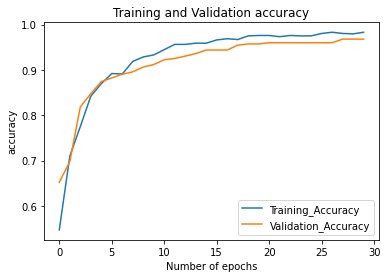 Training and Validation accuracy
accuracy
1.0
0.9
0.8
0.7
0.6
0 5 10 15 20 25 30
Number of epochs
Training_Accuracy
Validation_Accuracy